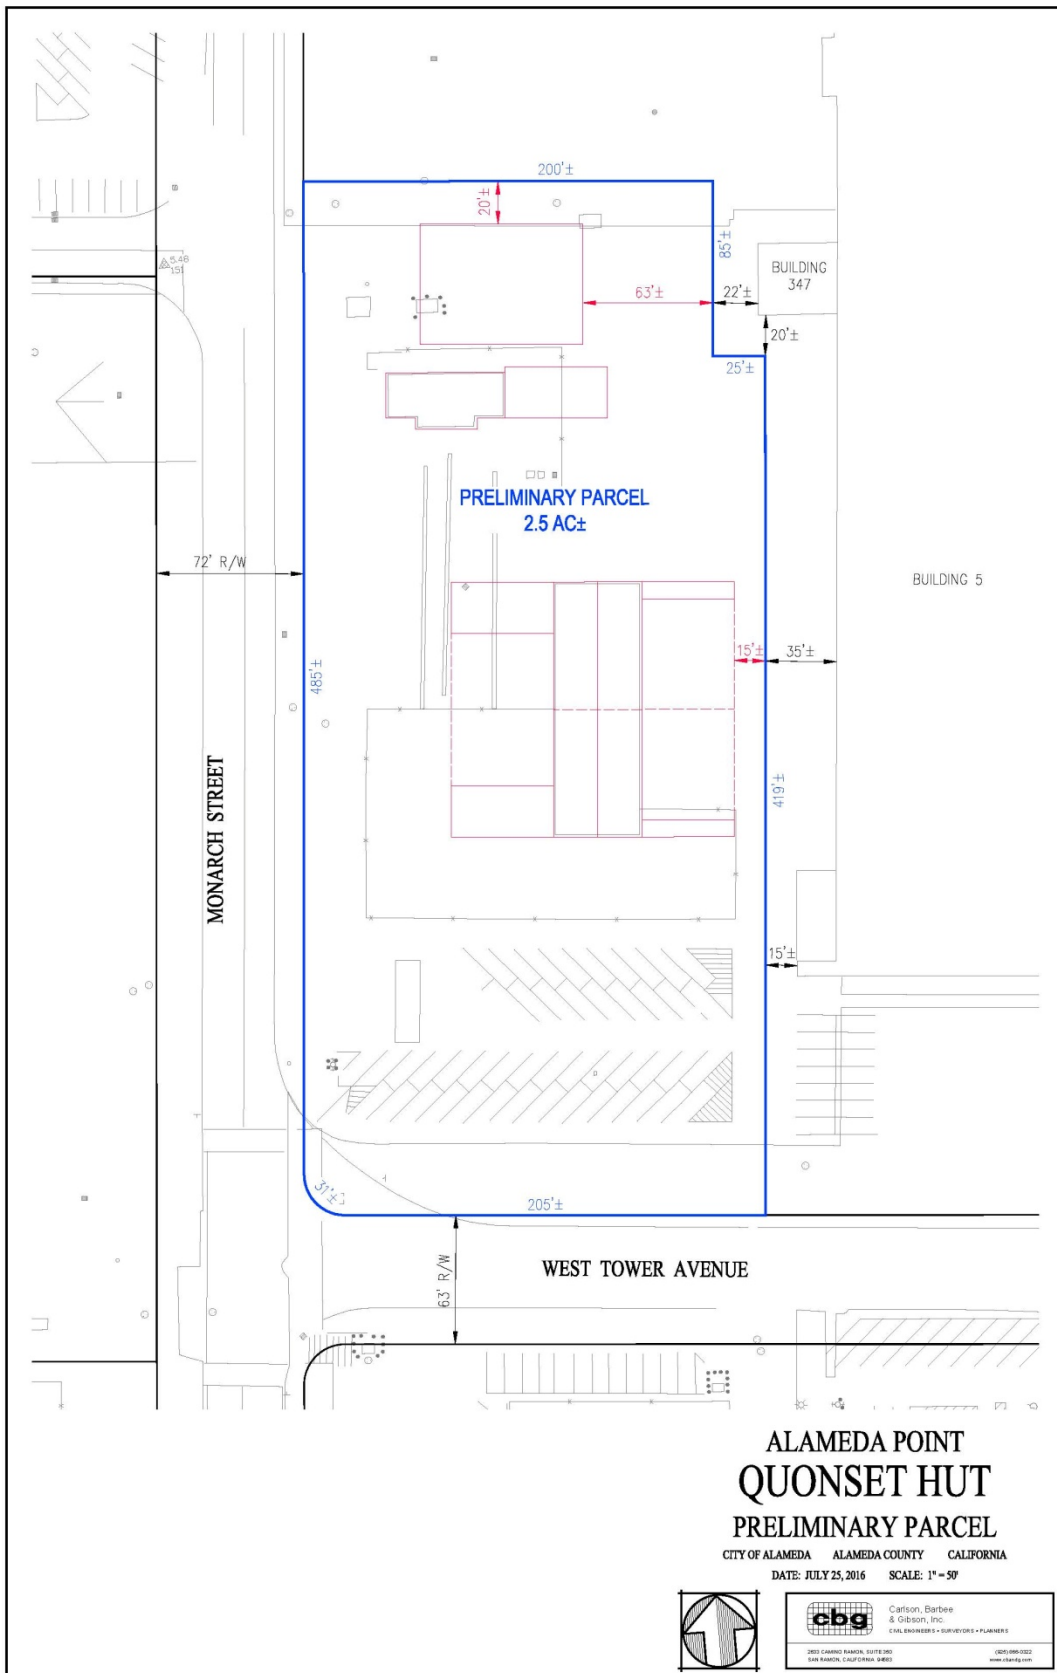 200'±
20'±
85'±
BUILDING
347
5.48
151
63'±
22'±
20'±
25'±
PRELIMINARY PARCEL
2.5 AC±
72' R/W
BUILDING 5
15'±
35'±
485'±
419'±
MONARCH STREET
15'±
31'±
205'±
63' R/W
WEST TOWER AVENUE
ALAMEDA POINT
QUONSET HUT
PRELIMINARY PARCEL
CITY OF ALAMEDA ALAMEDA COUNTY CALIFORNIA
DATE: JULY 25, 2016 SCALE: 1" = 50'
cbg
Carlson, Barbee
& Gibson, Inc.
CIVIL ENGINEERS • SURVEYORS • PLANNERS
2633 CAMINO RAMON, SUITE 350
SAN RAMON, CALIFORNIA 94583
(925) 866-0322
www.cbandg.com